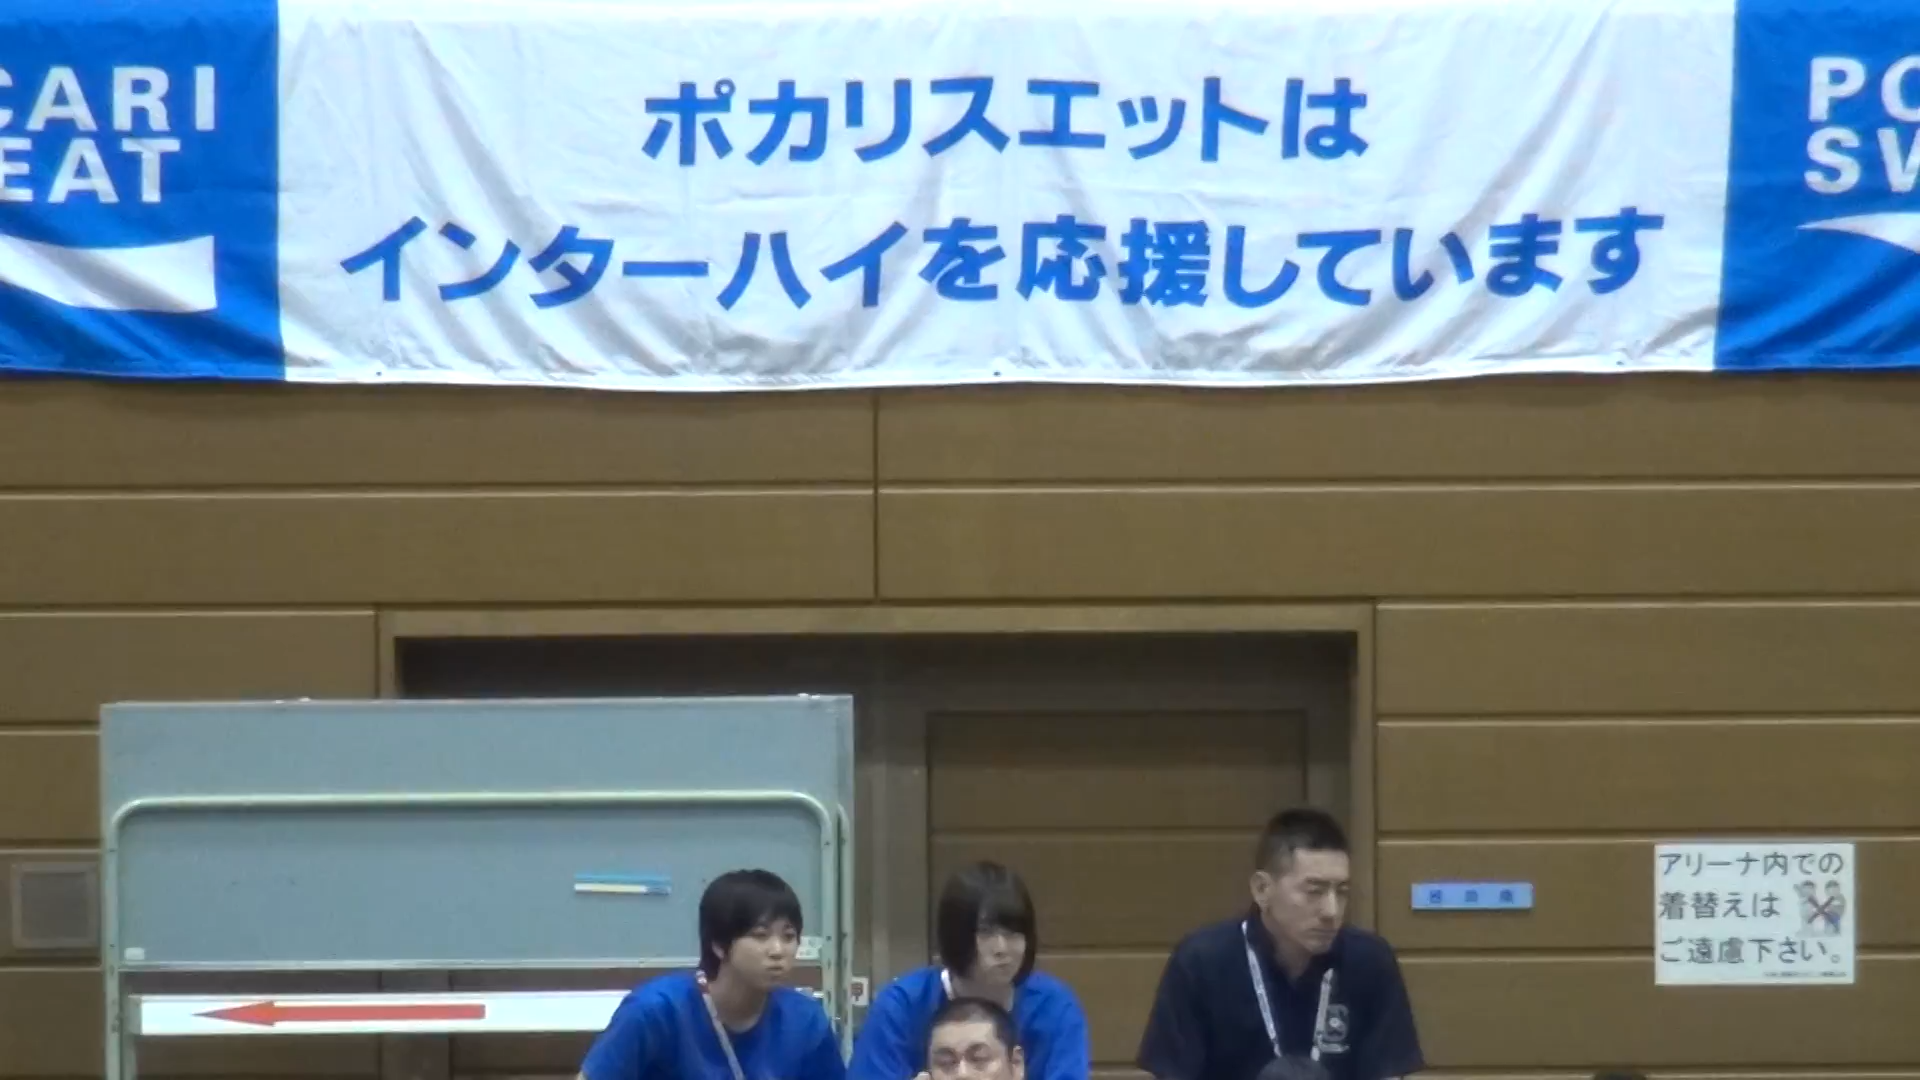 CARI
EAT
ポカリスエットは
インターハイを応援しています
PO
SW
アリーナ内での
着替えは
ご遠慮下さい。